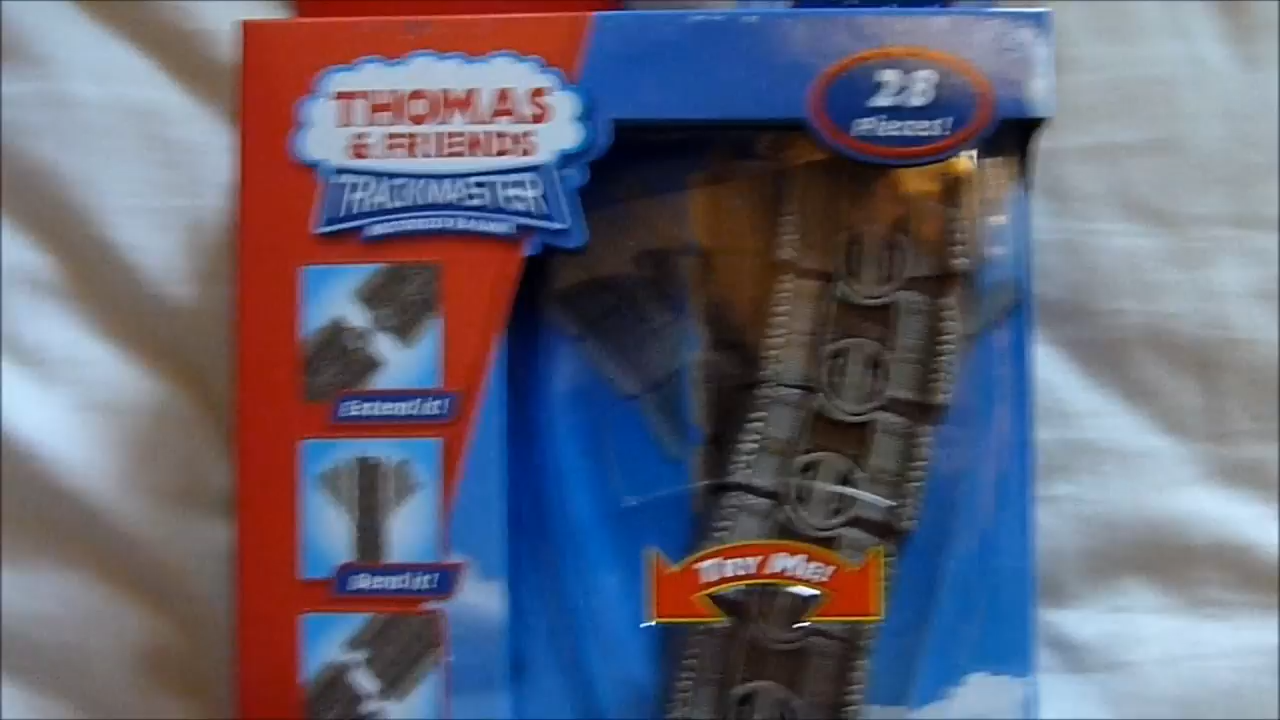 THOMAS
& FRIENDS
TRACKMASTER
28
Pieces!
Extend it!
Bend it!
TRY ME!